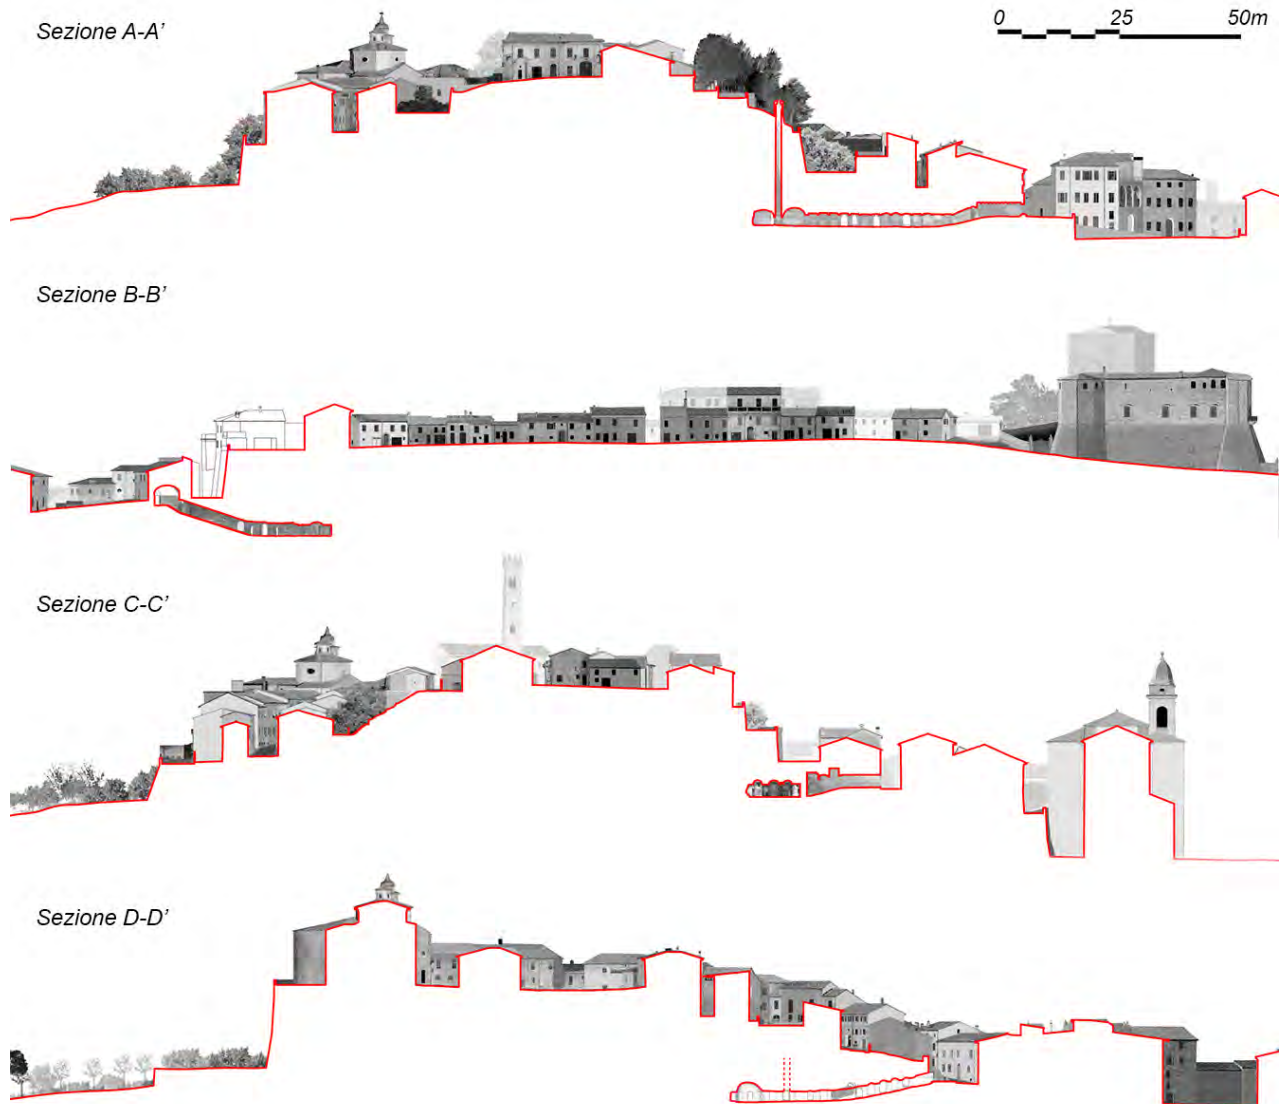 Sezione A-A’
0 25 50m
Sezione B-B’
Sezione C-C’
Sezione D-D’